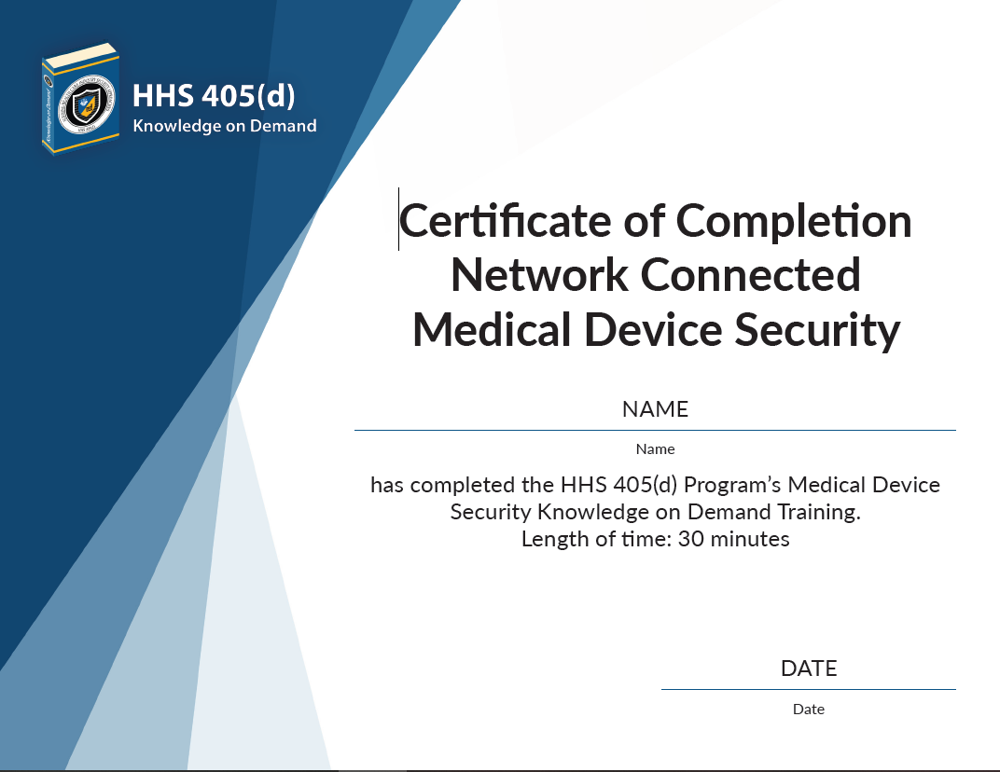 HHS 405(d)
Knowledge on Demand
Certificate of Completion
Network Connected
Medical Device Security
NAME
Name
has completed the HHS 405(d) Program’s Medical Device
Security Knowledge on Demand Training.
Length of time: 30 minutes
DATE
Date